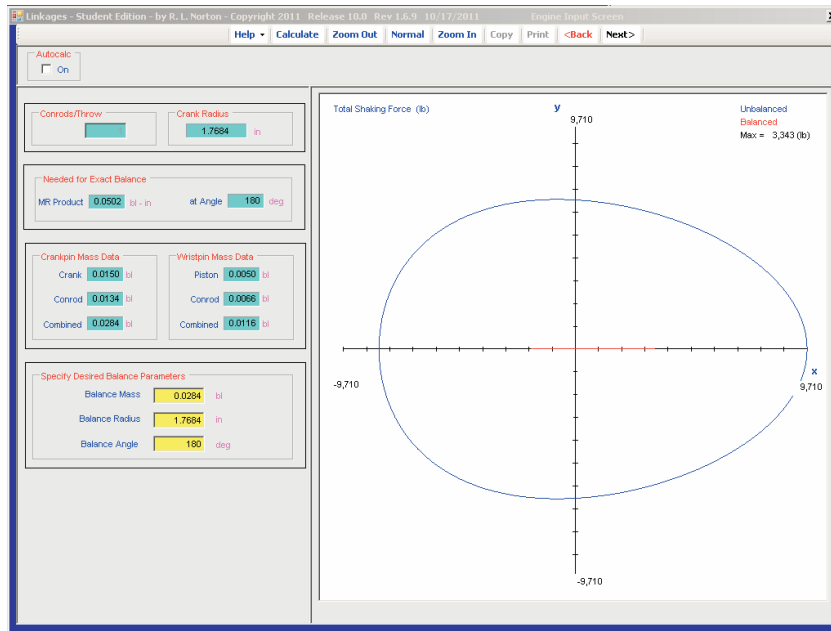 Linkages - Student Edition - by R. L. Norton - Copyright 2011 Release 10.0 Rev 1.6.9 10/17/2011 Engine Input Screen
Help Calculate Zoom Out Normal Zoom In Copy Print <Back Next>
Autocalc
On
Conrods/Throw
Crank Radius
1.7684 in
Needed for Exact Balance
MR Product 0.0502 bl - in at Angle 180 deg
Crankpin Mass Data
Crank 0.0150 bl
Conrod 0.0134 bl
Combined 0.0284 bl
Wristpin Mass Data
Piston 0.0050 bl
Conrod 0.0066 bl
Combined 0.0116 bl
Specify Desired Balance Parameters
Balance Mass 0.0284 bl
Balance Radius 1.7684 in
Balance Angle 180 deg
Total Shaking Force (lb)
y
9,710
Unbalanced
Balanced
Max = 3,343 (lb)
-9,710
x
9,710
-9,710